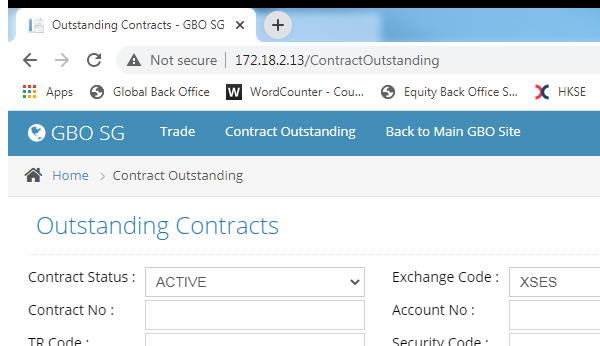 Outstanding Contracts - GBO SG
Not secure | 172.18.2.13/ContractOutstanding
Apps Global Back Office WordCounter - Cou... Equity Back Office S... HKSE
GBO SG Trade Contract Outstanding Back to Main GBO Site
Home > Contract Outstanding
Outstanding Contracts
Contract Status : ACTIVE Exchange Code : XSES
Contract No : Account No :
TR Code : Security Code :